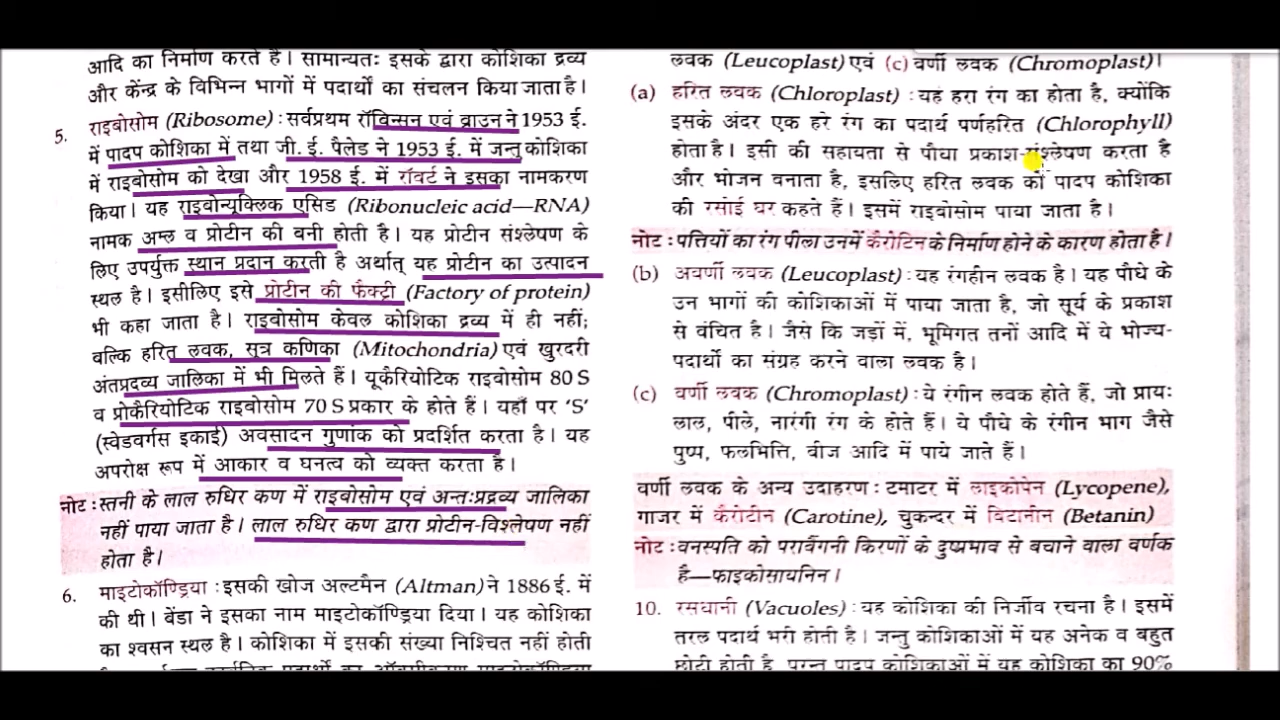 आदि का निर्माण करते हैं। सामान्यतः इसके द्वारा कोशिका द्रव्य
और केंन्द्र के विभिन्न भागों में पदार्थों का संचलन किया जाता है।
5. राइबोसोम (Ribosome) : सर्वप्रथम रॉबिन्सन एवं ब्राउन ने 1953 ई.
में पादप कोशिका में तथा जी. ई. पैलेड ने 1953 ई. में जन्तु कोशिका
में राइबोसोम को देखा और 1958 ई. में रॉबर्ट ने इसका नामकरण
किया। यह राइबोन्यूक्लिक एसिड (Ribonucleic acid—RNA)
नामक अम्ल व प्रोटीन की बनी होती है। यह प्रोटीन संश्लेषण के
लिए उपर्युक्त स्थान प्रदान करती है अर्थात् यह प्रोटीन का उत्पादन
स्थल है। इसीलिए इसे प्रोटीन की फैक्ट्री (Factory of protein)
भी कहा जाता है। राइबोसोम केवल कोशिका द्रव्य में ही नहीं;
बल्कि हरित लवक, सूत्र कणिका (Mitochondria) एवं खुरदरी
अंतप्रदव्य जालिका में भी मिलते हैं। यूकैरियोटिक राइबोसोम 80 S
व प्रोकैरियोटिक राइबोसोम 70 S प्रकार के होते हैं। यहाँ पर 'S'
(स्वेडवर्गस इकाई) अवसादन गुणांक को प्रदर्शित करता है। यह
अपरोक्ष रूप में आकार व घनत्व को व्यक्त करता है।
नोट : स्तनी के लाल रुधिर कण में राइबोसोम एवं अन्तःप्रद्रव्य जालिका
नहीं पाया जाता है। लाल रुधिर कण द्वारा प्रोटीन-विश्लेषण नहीं
होता है।
6. माइटोकॉण्ड्रिया : इसकी खोज अल्टमैन (Altman) ने 1886 ई. में
की थी। बेंडा ने इसका नाम माइटोकॉण्ड्रिया दिया। यह कोशिका
का श्वसन स्थल है। कोशिका में इसकी संख्या निश्चित नहीं होती
लवक (Leucoplast) एवं (c) वर्णी लवक (Chromoplast)।
(a) हरित लवक (Chloroplast) : यह हरा रंग का होता है, क्योंकि
इसके अंदर एक हरे रंग का पदार्थ पर्णहरित (Chlorophyll)
होता है। इसी की सहायता से पौधा प्रकाश-संश्लेषण करता है
और भोजन बनाता है, इसलिए हरित लवक को पादप कोशिका
की रसोई घर कहते हैं। इसमें राइबोसोम पाया जाता है।
नोट : पत्तियों का रंग पीला उनमें कैरोटिन के निर्माण होने के कारण होता है।
(b) अवर्णी लवक (Leucoplast) : यह रंगहीन लवक है। यह पौधे के
उन भागों की कोशिकाओं में पाया जाता है, जो सूर्य के प्रकाश
से वंचित है। जैसे कि जड़ों में, भूमिगत तनों आदि में ये भोज्य-
पदार्थो का संग्रह करने वाला लवक है।
(c) वर्णी लवक (Chromoplast) : ये रंगीन लवक होते हैं, जो प्रायः
लाल, पीले, नारंगी रंग के होते हैं। ये पौधे के रंगीन भाग जैसे
पुष्प, फलभित्ति, बीज आदि में पाये जाते हैं।
वर्णी लवक के अन्य उदाहरण : टमाटर में लाइकोपेन (Lycopene),
गाजर में कैरोटीन (Carotine), चुकन्दर में विटानीन (Betanin)
नोट : वनस्पति को परावैंगनी किरणों के दुष्प्रभाव से बचाने वाला वर्णक
है—फाइकोसायनिन।
10. रसधानी (Vacuoles) : यह कोशिका की निर्जीव रचना है। इसमें
तरल पदार्थ भरी होती है। जन्तु कोशिकाओं में यह अनेक व बहुत
छोटी होती है, परन्तु पादप कोशिकाओं में यह कोशिका का 90%